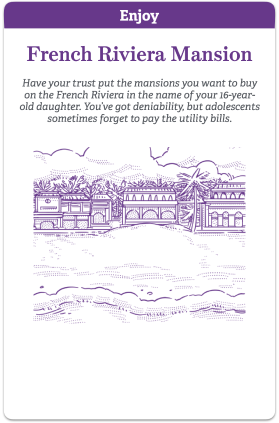 Enjoy
French Riviera Mansion
Have your trust put the mansions you want to buy
on the French Riviera in the name of your 16-year-
old daughter. You've got deniability, but adolescents
sometimes forget to pay the utility bills.